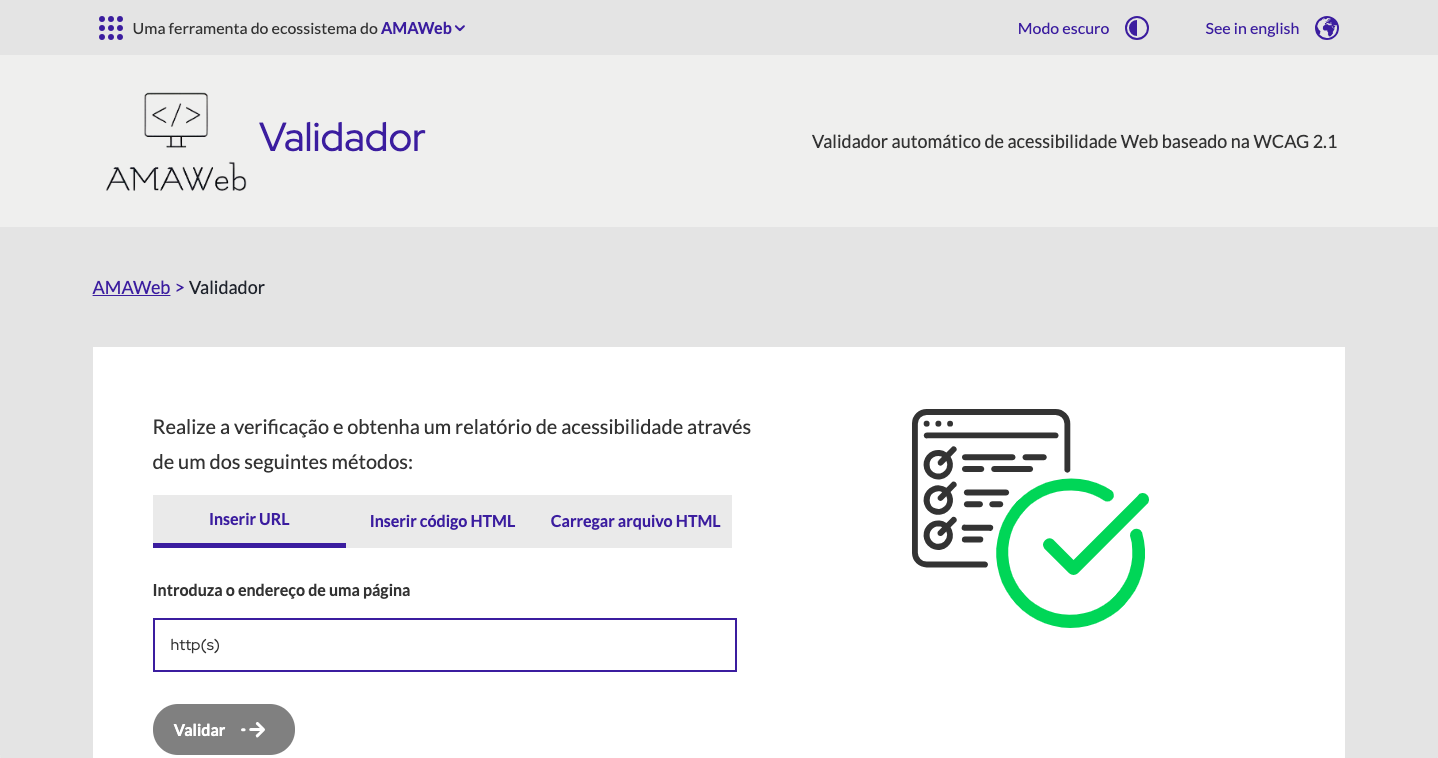 Uma ferramenta do ecossistema do AMAWeb
Modo escuro
See in english
</>
AMAWeb
Validador
Validador automático de acessibilidade Web baseado na WCAG 2.1
AMAWeb > Validador
Realize a verificação e obtenha um relatório de acessibilidade através
de um dos seguintes métodos:
Inserir URL
Inserir código HTML
Carregar arquivo HTML
Introduza o endereço de uma página
http(s)
Validar